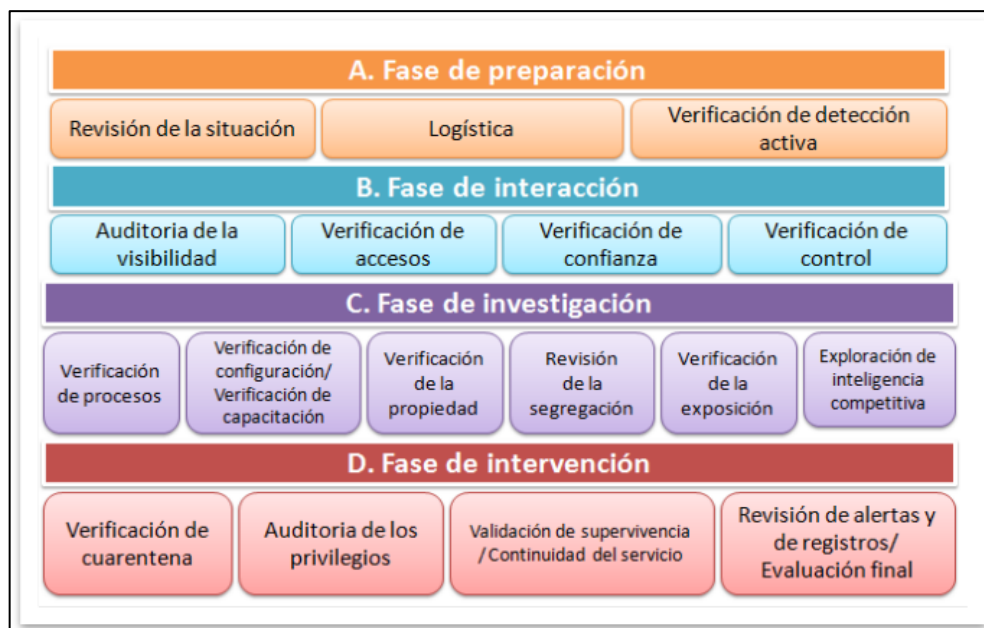 A. Fase de preparación
Revisión de la situación
Logística
Verificación de detección
activa
B. Fase de interacción
Auditoria de la
visibilidad
Verificación de
accesos
Verificación de
confianza
Verificación de
control
C. Fase de investigación
Verificación
de procesos
Verificación de
configuración/
Verificación de
capacitación
Verificación
de la
propiedad
Revisión
de la
segregación
Verificación
de la
exposición
Exploración de
inteligencia
competitiva
D. Fase de intervención
Verificación de
cuarentena
Auditoria de los
privilegios
Validación de supervivencia
/Continuidad del servicio
Revisión de alertas y
de registros/
Evaluación final